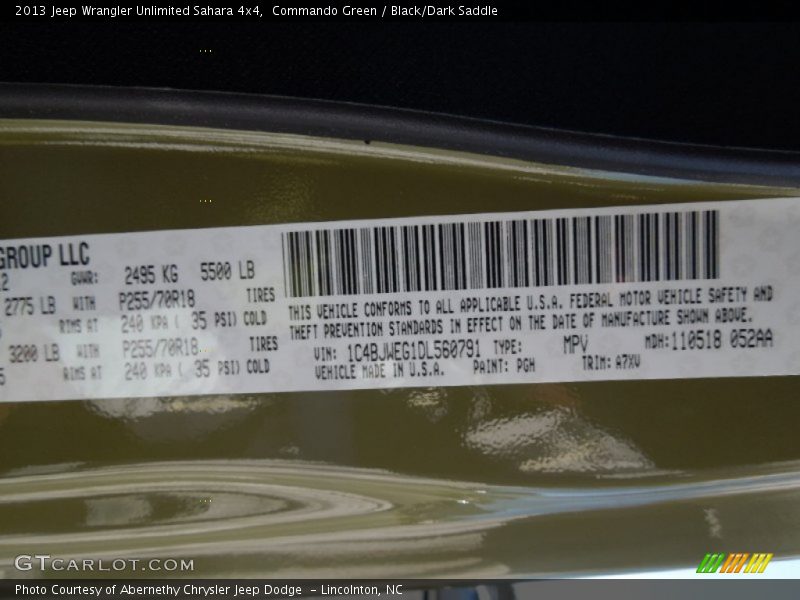 2013 Jeep Wrangler Unlimited Sahara 4x4, Commando Green / Black/Dark Saddle
GROUP LLC
GVWR: 2495 KG 5500 LB
2775 LB WITH P255/70R18 TIRES
RIMS AT 240 KPA ( 35 PSI) COLD
3200 LB WITH P255/70R18 TIRES
RIMS AT 240 KPA ( 35 PSI) COLD
THIS VEHICLE CONFORMS TO ALL APPLICABLE U.S.A. FEDERAL MOTOR VEHICLE SAFETY AND
THEFT PREVENTION STANDARDS IN EFFECT ON THE DATE OF MANUFACTURE SHOWN ABOVE.
VIN: 1C4BJWEG1DL560791 TYPE: MPV MDH: 110518 052AA
VEHICLE MADE IN U.S.A. PAINT: PGH TRIM: A7XV
GTCARLOT.COM
Photo Courtesy of Abernethy Chrysler Jeep Dodge - Lincolnton, NC